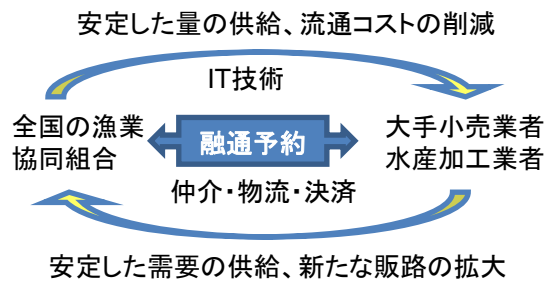 安定した量の供給、流通コストの削減
IT技術
全国の漁業
協同組合
融通予約
大手小売業者
水産加工業者
仲介・物流・決済
安定した需要の供給、新たな販路の拡大